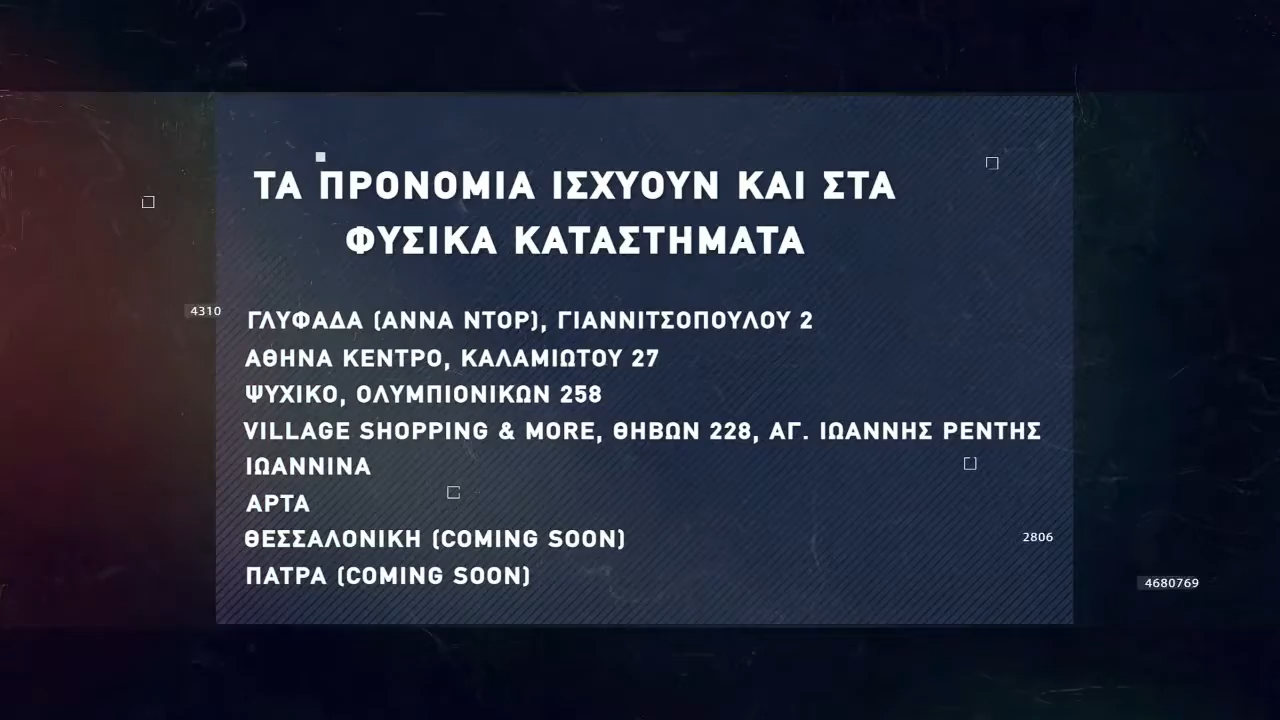 ΤΑ ΠΡΟΝΟΜΙΑ ΙΣΧΥΟΥΝ ΚΑΙ ΣΤΑ
ΦΥΣΙΚΑ ΚΑΤΑΣΤΗΜΑΤΑ
4310
ΓΛΥΦΑΔΑ (ΑΝΝΑ ΝΤΟΡ), ΓΙΑΝΝΙΤΣΟΠΟΥΛΟΥ 2
ΑΘΗΝΑ ΚΕΝΤΡΟ, ΚΑΛΑΜΙΩΤΟΥ 27
ΨΥΧΙΚΟ, ΟΛΥΜΠΙΟΝΙΚΩΝ 258
VILLAGE SHOPPING & MORE, ΘΗΒΩΝ 228, ΑΓ. ΙΩΑΝΝΗΣ ΡΕΝΤΗΣ
ΙΩΑΝΝΙΝΑ
ΑΡΤΑ
ΘΕΣΣΑΛΟΝΙΚΗ (COMING SOON)
2806
ΠΑΤΡΑ (COMING SOON)
4680769